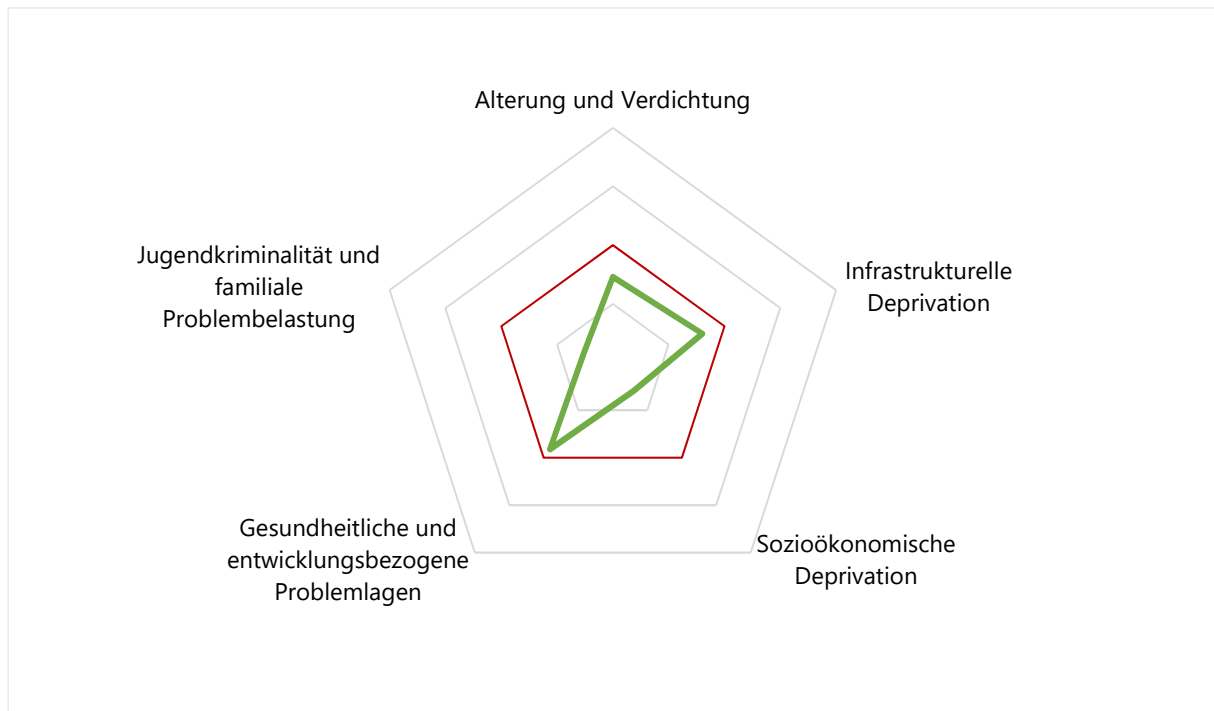 Alterung und Verdichtung
Jugendkriminalität und
familiale
Problembelastung
Infrastrukturelle
Deprivation
Gesundheitliche und
entwicklungsbezogene
Problemlagen
Sozioökonomische
Deprivation